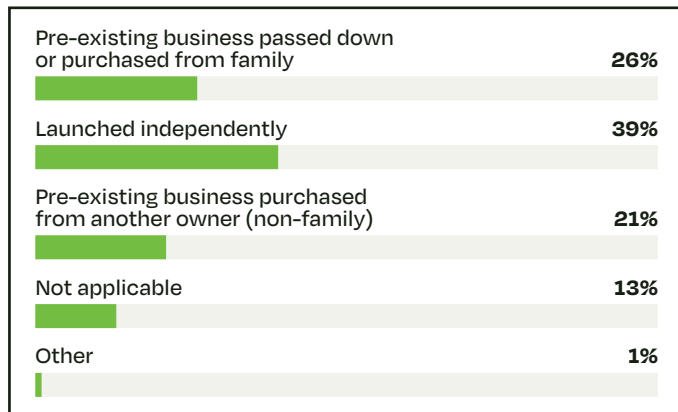 Pre-existing business passed down
or purchased from family 26%
Launched independently 39%
Pre-existing business purchased
from another owner (non-family) 21%
Not applicable 13%
Other 1%